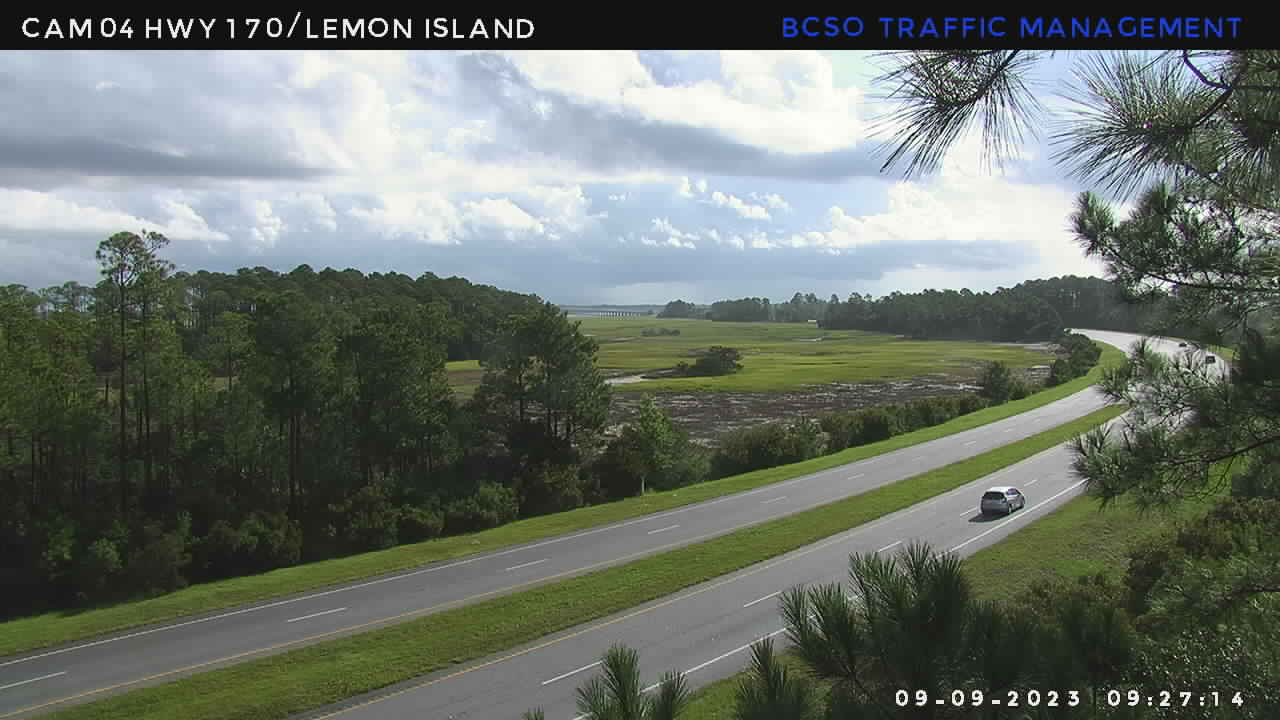 CAM 04 HWY 170/LEMON ISLAND
BCSO TRAFFIC MANAGEMENT
09-09-2023 09:27:14